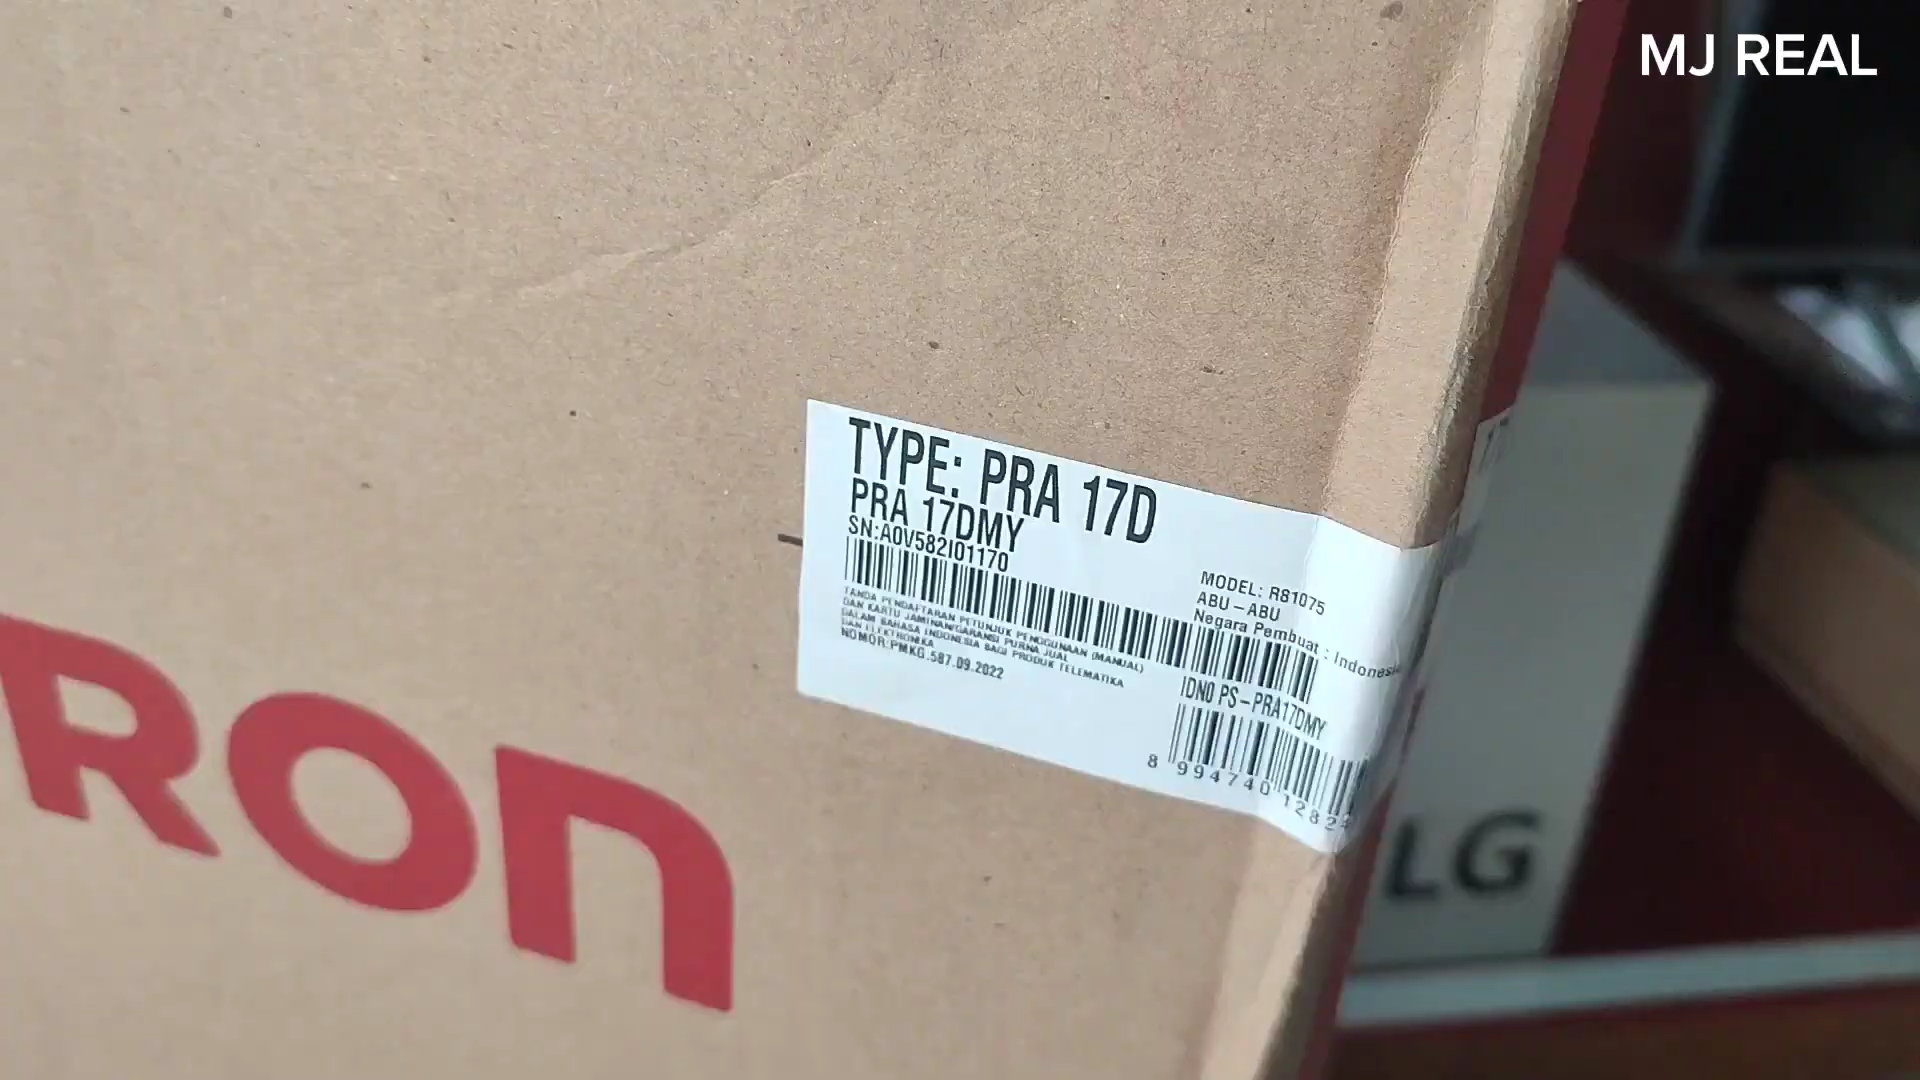 MJ REAL
TYPE: PRA 17D
PRA 17DMY
SN:A0V582I01170
TANDA PENDAFTARAN PETUNJUK PENGGUNAAN (MANUAL)
DAN KARTU JAMINAN/GARANSI PURNA JUAL
DALAM BAHASA INDONESIA BAGI PRODUK TELEMATIKA
DAN ELEKTRONIKA
NOMOR:PMKG.587.09.2022
MODEL: R81075
ABU-ABU
Negara Pembuat : Indonesia
IDNO PS-PRA17DMY
8 994740 1282
RON
LG